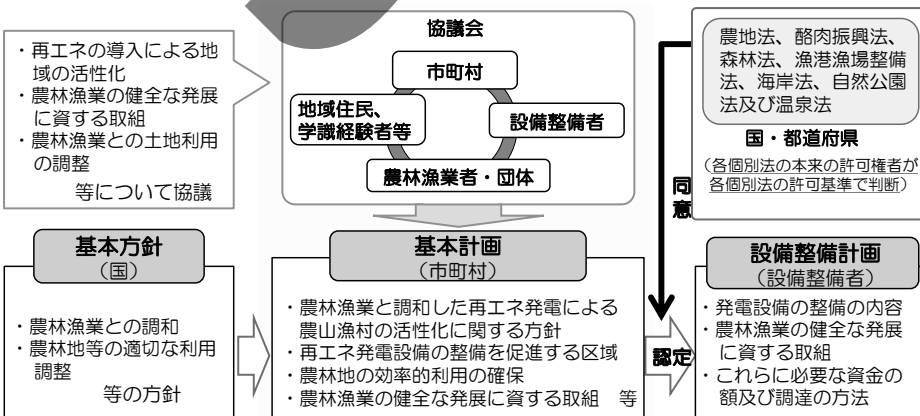 ・再エネの導入による地
域の活性化
・農林漁業の健全な発展
に資する取組
・農林漁業との土地利用
の調整
等について協議
協議会
市町村
地域住民、
学識経験者等
設備整備者
農林漁業者・団体
農地法、酪肉振興法、
森林法、漁港漁場整備
法、海岸法、自然公園
法及び温泉法
国・都道府県
（各個別法の本来の許可権者が
各個別法の許可基準で判断）
同
意
基本方針
（国）
・農林漁業との調和
・農林地等の適切な利用
調整
等の方針
基本計画
（市町村）
・農林漁業と調和した再エネ発電による
農山漁村の活性化に関する方針
・再エネ発電設備の整備を促進する区域
・農林地の効率的利用の確保
・農林漁業の健全な発展に資する取組　等
認定
設備整備計画
（設備整備者）
・発電設備の整備の内容
・農林漁業の健全な発展
に資する取組
・これらに必要な資金の
額及び調達の方法